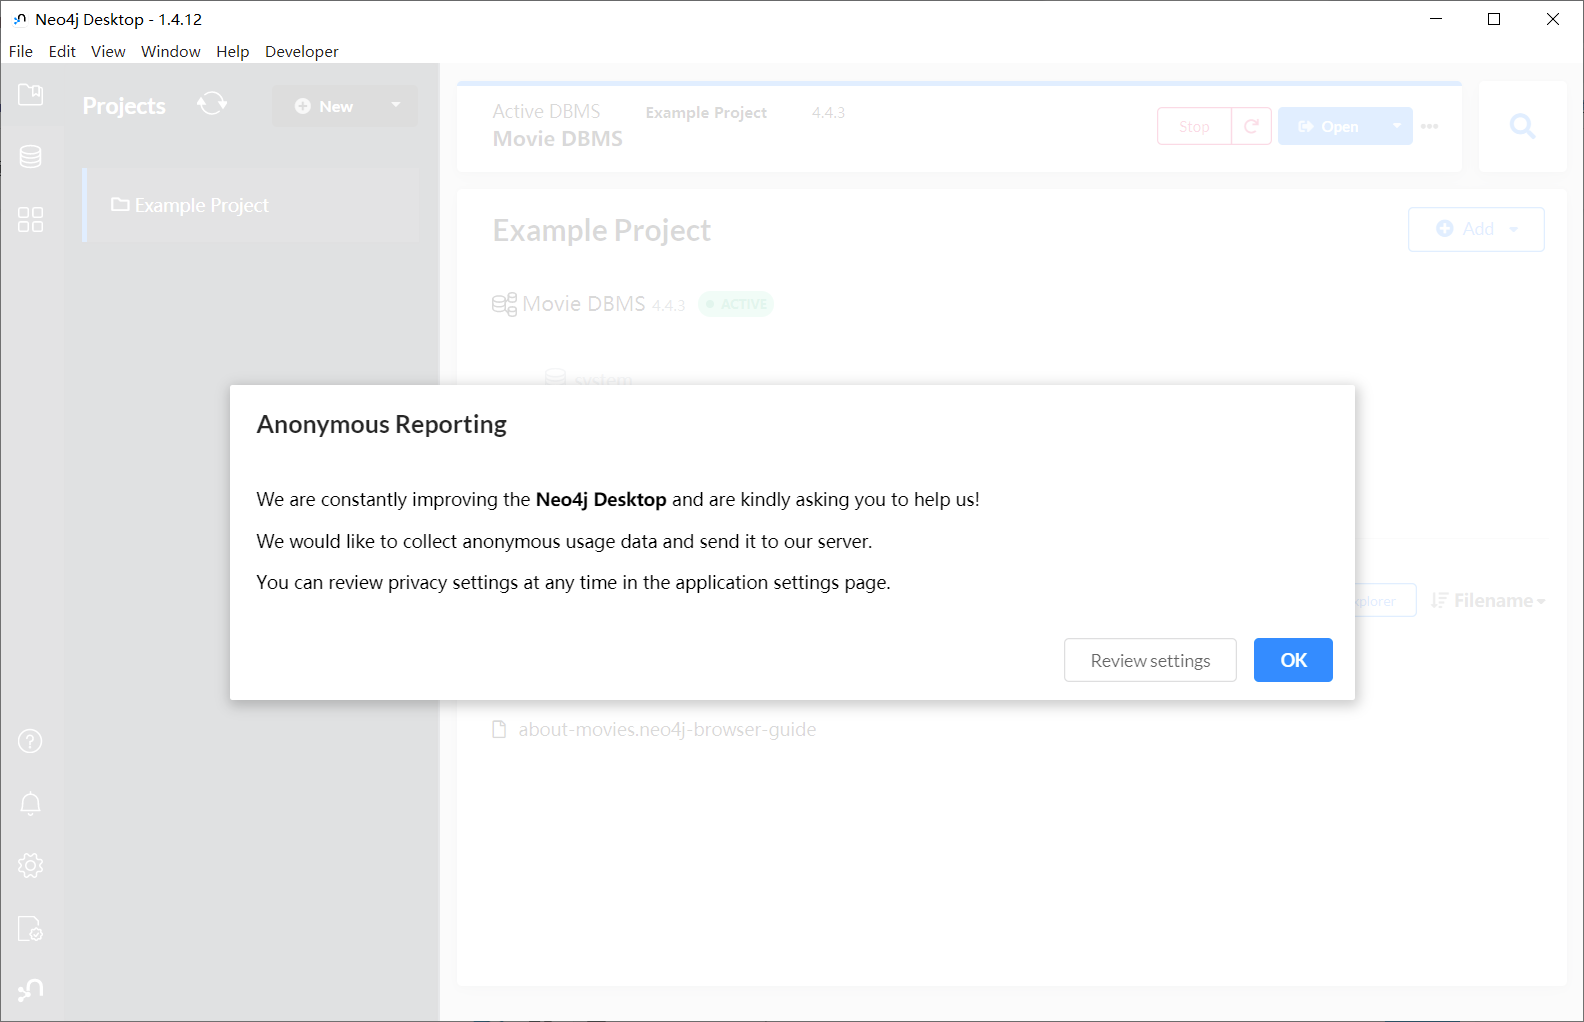 Neo4j Desktop - 1.4.12
File Edit View Window Help Developer
Projects
New
Example Project
Active DBMS
Movie DBMS
Example Project
4.4.3
Stop
Open
Example Project
Add
Movie DBMS 4.4.3 ACTIVE
system
Anonymous Reporting
We are constantly improving the Neo4j Desktop and are kindly asking you to help us!
We would like to collect anonymous usage data and send it to our server.
You can review privacy settings at any time in the application settings page.
Review settings
OK
Filename
about-movies.neo4j-browser-guide